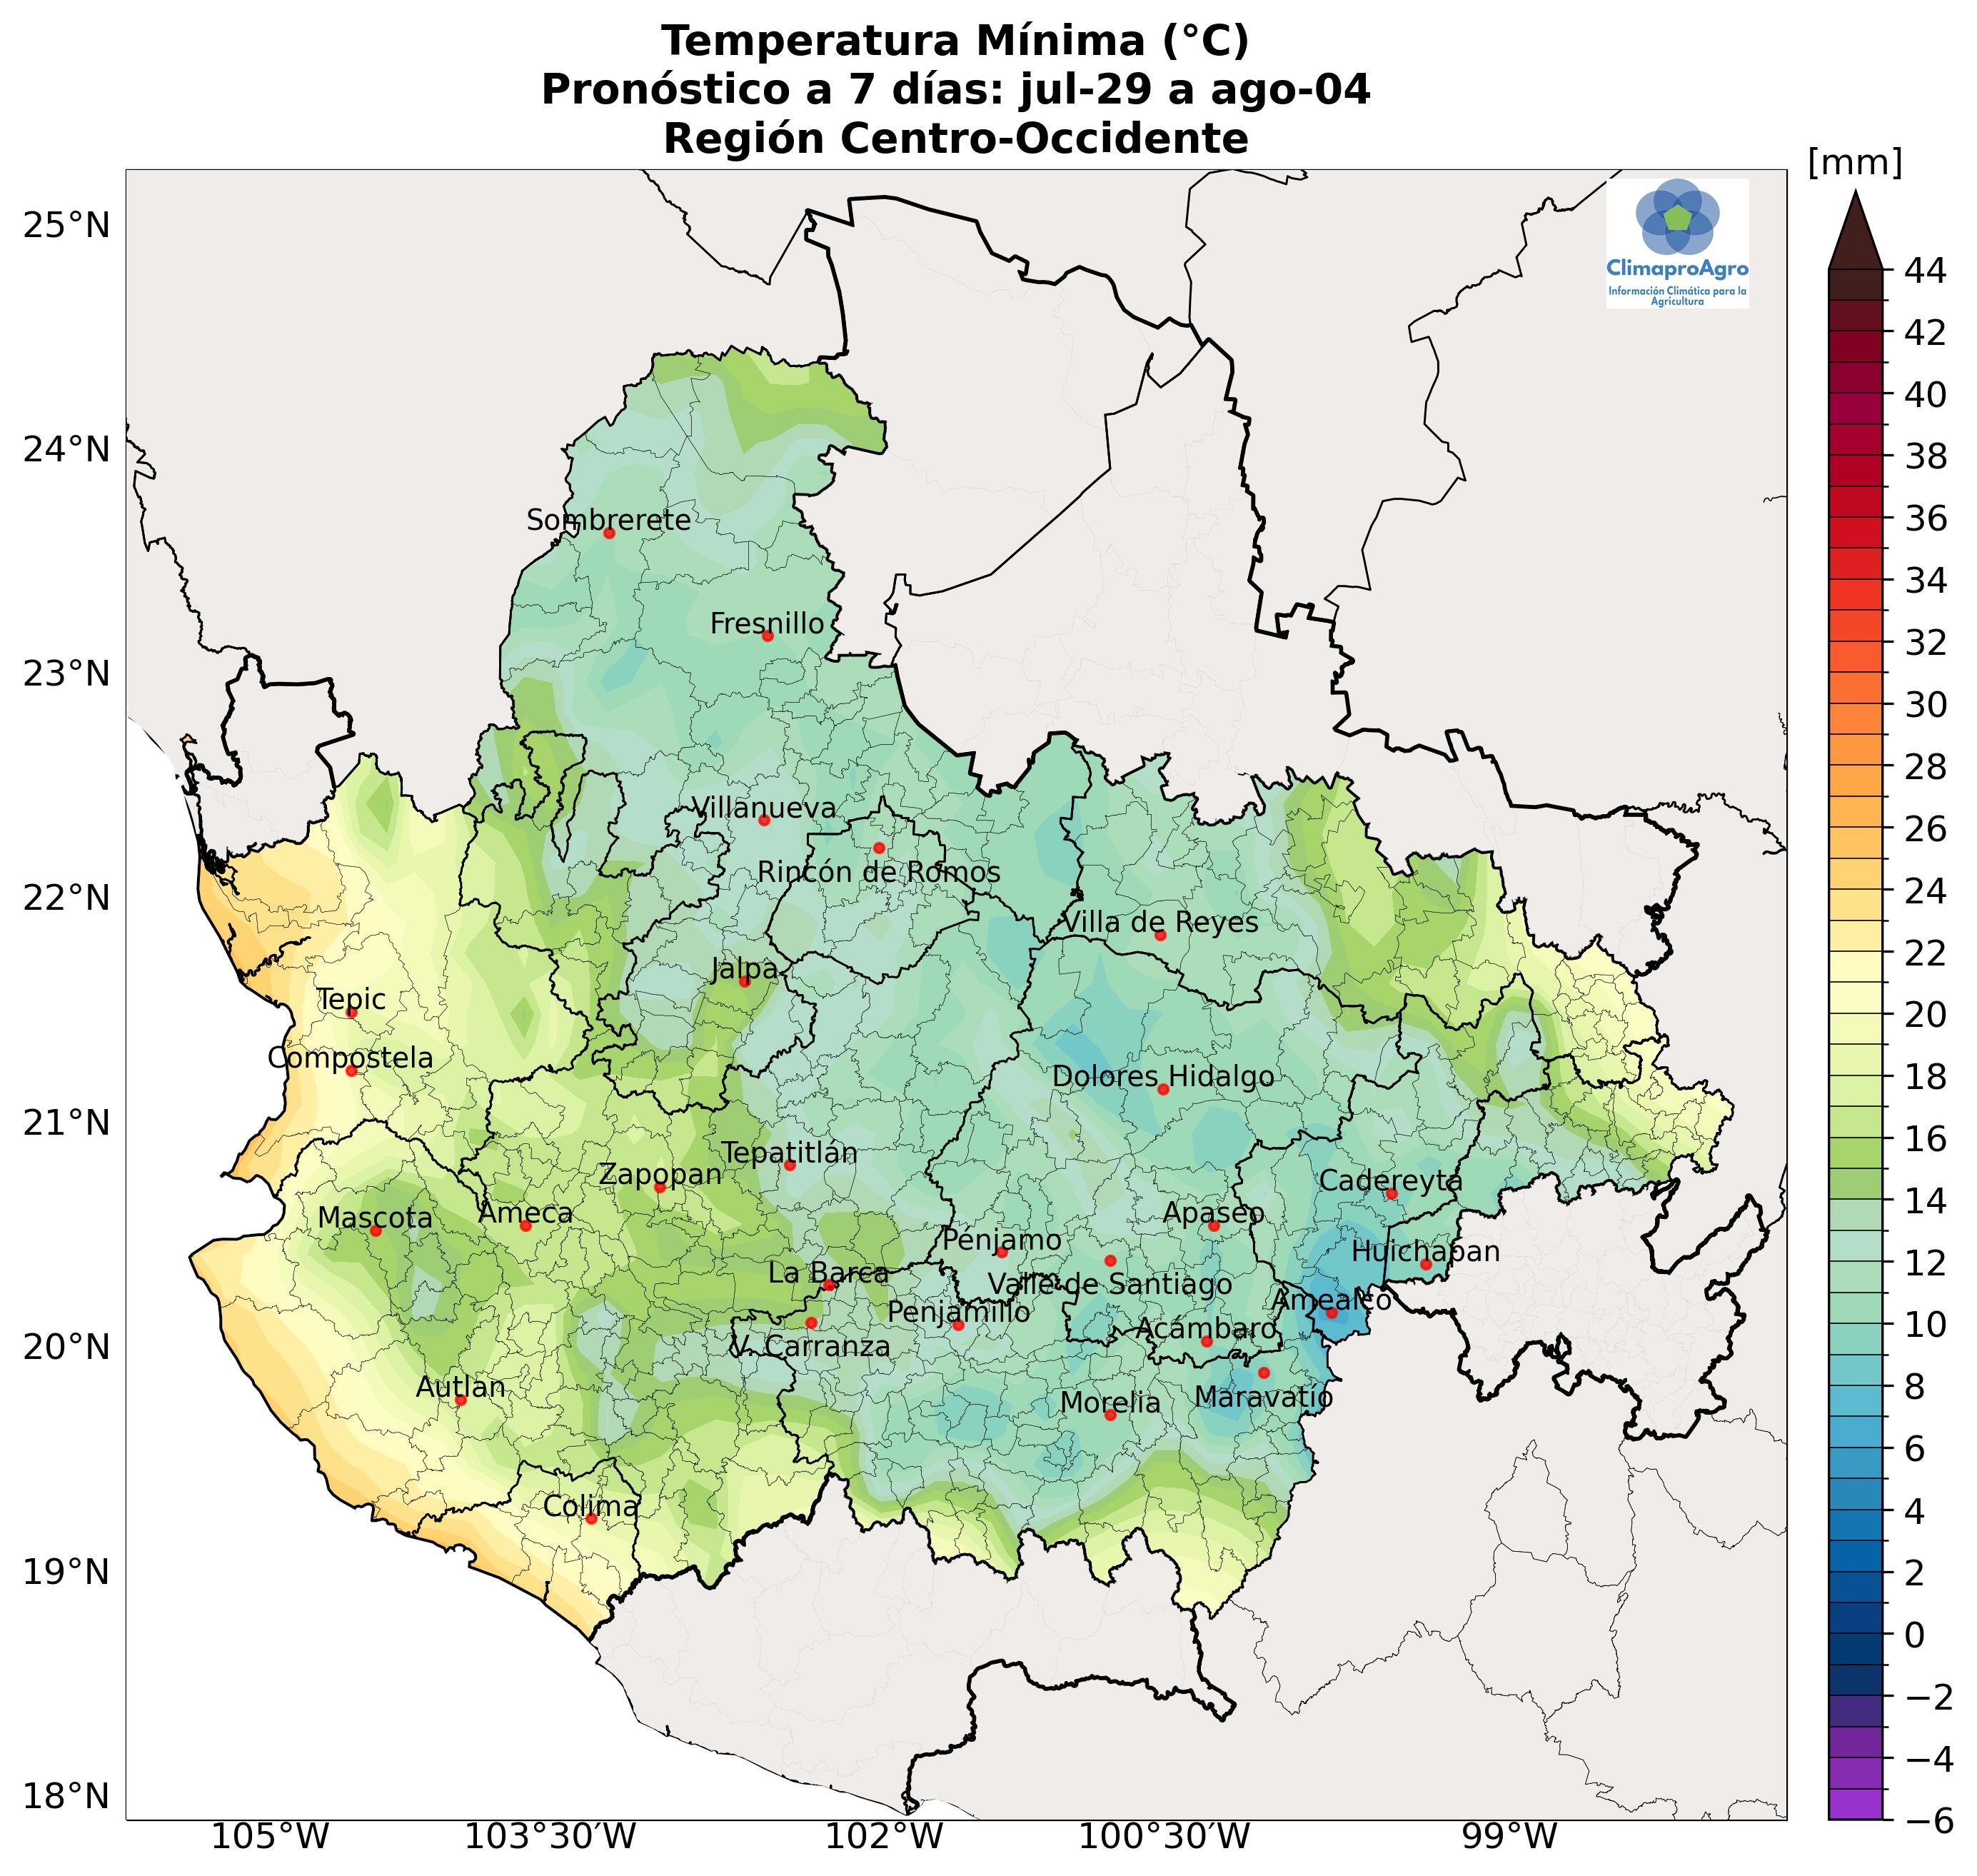 Temperatura Mínima (°C)
Pronóstico a 7 días: jul-29 a ago-04
Región Centro-Occidente
[mm]
ClimaproAgro
Información Climática para la
Agricultura
25°N
24°N
23°N
22°N
21°N
20°N
19°N
18°N
Sombrerete
Fresnillo
Villanueva
Rincón de Romos
Villa de Reyes
Jalpa
Tepic
Compostela
Dolores Hidalgo
Tepatitlán
Zapopan
Cadereyta
Mascota
Ameca
Apaseo
Pénjamo
Huichapan
La Barca
Valle de Santiago
Amealco
Penjamillo
Acámbaro
V. Carranza
Autlan
Maravatío
Morelia
Colima
105°W
103°30′W
102°W
100°30′W
99°W
44
42
40
38
36
34
32
30
28
26
24
22
20
18
16
14
12
10
8
6
4
2
0
−2
−4
−6